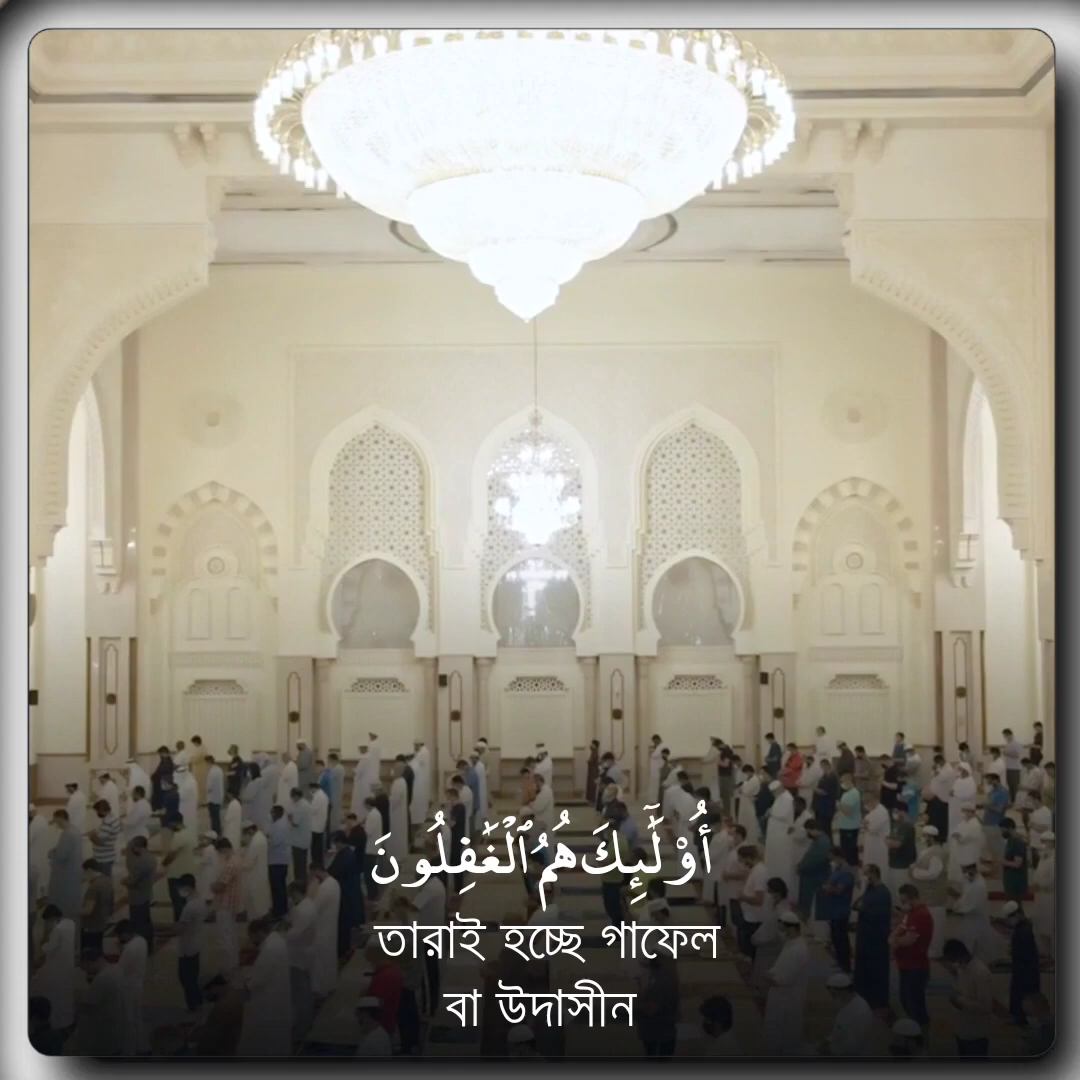 أُو۟لَٰٓئِكَ هُمُ ٱلْغَٰفِلُونَ
তারাই হচ্ছে গাফেল
বা উদাসীন